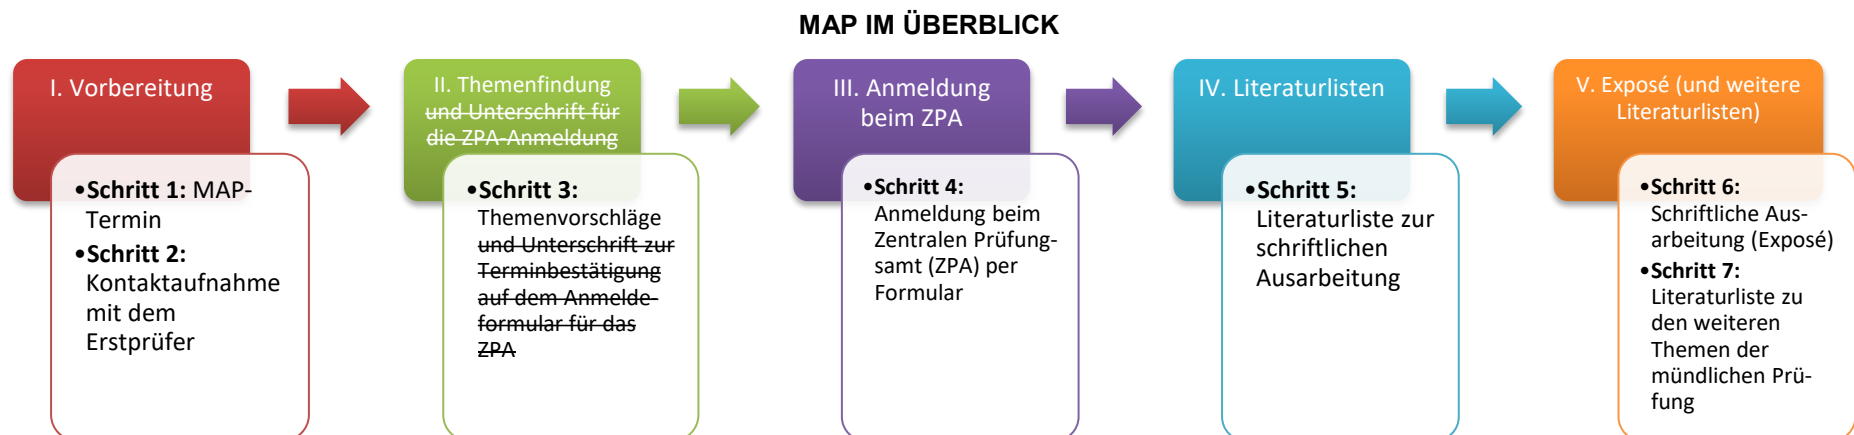 MAP IM ÜBERBLICK
I. Vorbereitung
•Schritt 1: MAP-
Termin
•Schritt 2:
Kontaktaufnahme
mit dem
Erstprüfer
II. Themenfindung
und Unterschrift für
die ZPA-Anmeldung
•Schritt 3:
Themenvorschläge
und Unterschrift zur
Terminbestätigung
auf dem Anmelde-
formular für das
ZPA
III. Anmeldung
beim ZPA
•Schritt 4:
Anmeldung beim
Zentralen Prüfung-
samt (ZPA) per
Formular
IV. Literaturlisten
•Schritt 5:
Literaturliste zur
schriftlichen
Ausarbeitung
V. Exposé (und weitere
Literaturlisten)
•Schritt 6:
Schriftliche Aus-
arbeitung (Exposé)
•Schritt 7:
Literaturliste zu
den weiteren
Themen der
mündlichen Prü-
fung